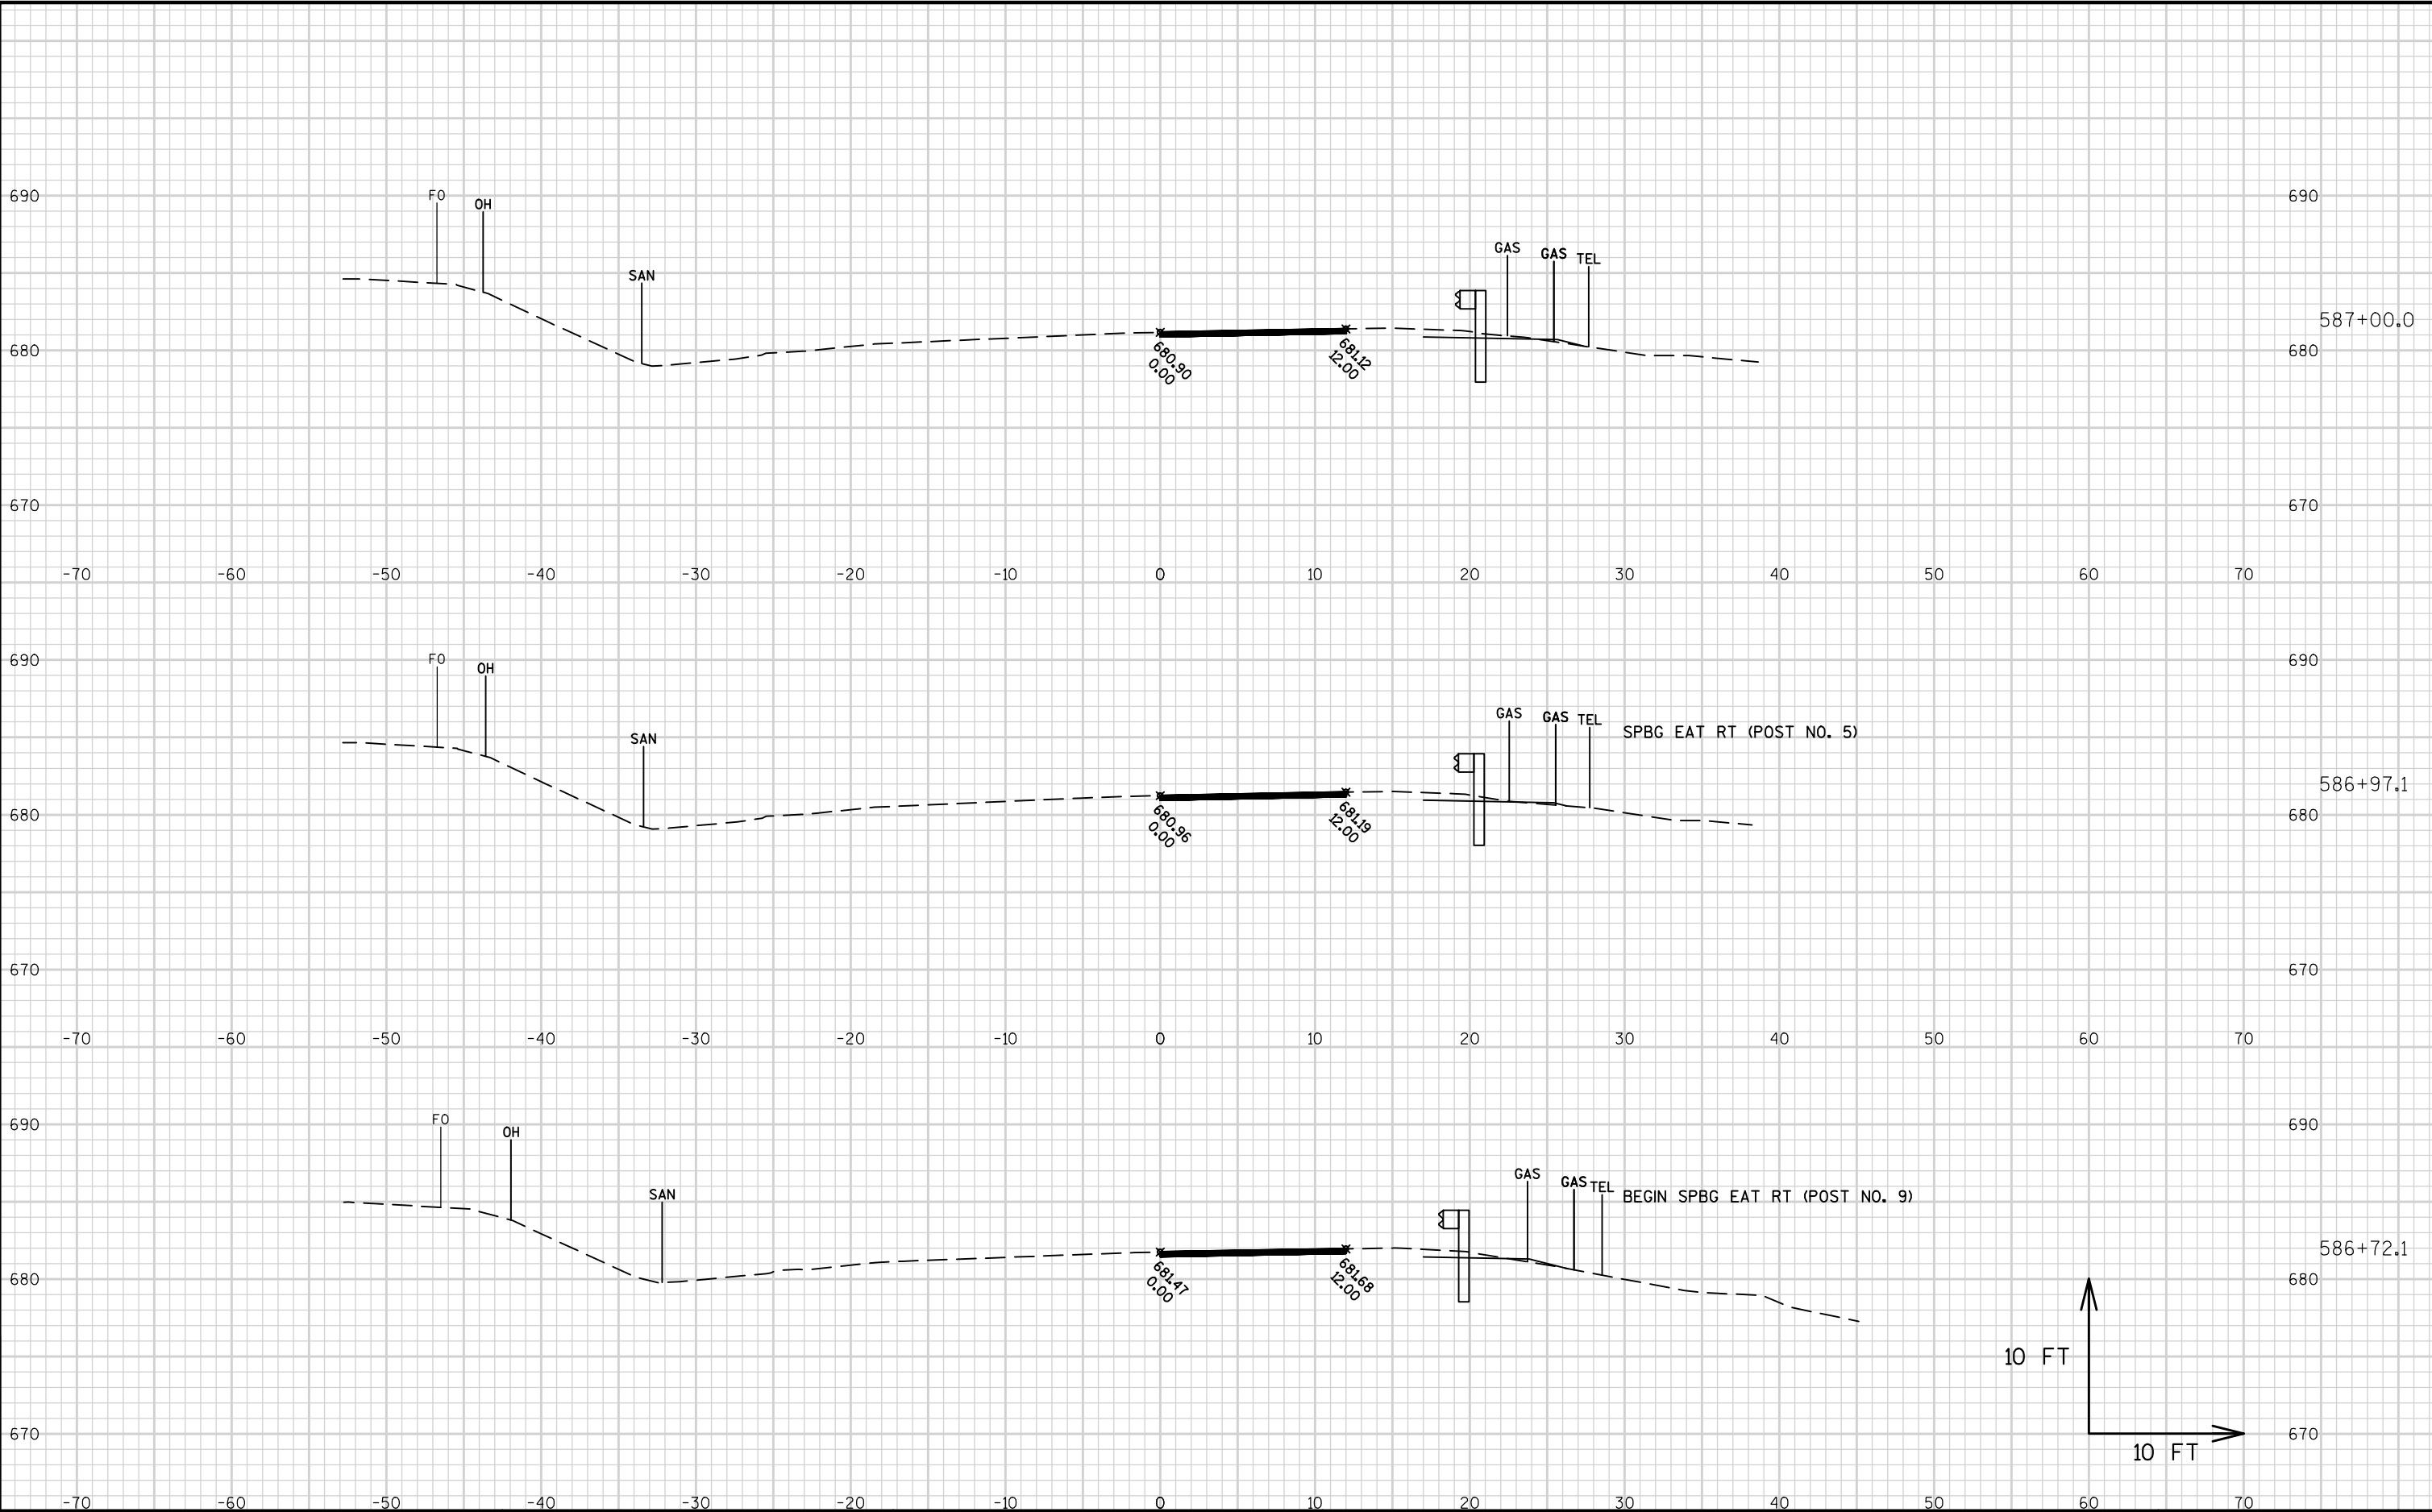 690 FO OH 690
SAN GAS GAS TEL
587+00.0
680 680
680.90 681.12
0.00 12.00
670 670
-70 -60 -50 -40 -30 -20 -10 0 10 20 30 40 50 60 70
690 FO OH 690
SAN GAS GAS TEL SPBG EAT RT (POST NO. 5)
586+97.1
680 680
680.96 681.19
0.00 12.00
670 670
-70 -60 -50 -40 -30 -20 -10 0 10 20 30 40 50 60 70
690 FO OH 690
SAN GAS GAS TEL BEGIN SPBG EAT RT (POST NO. 9)
586+72.1
680 680
681.47 681.68
0.00 12.00
10 FT
670 670
10 FT
-70 -60 -50 -40 -30 -20 -10 0 10 20 30 40 50 60 70